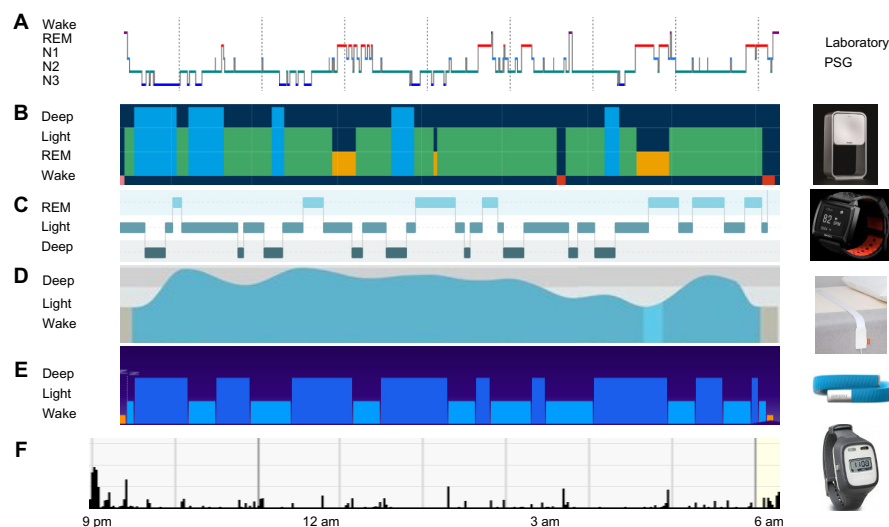 A
Wake
REM
N1
N2
N3
Laboratory
PSG
B
Deep
Light
REM
Wake
C
REM
Light
Deep
82
D
Deep
Light
Wake
E
Deep
Light
Wake
F
9 pm
12 am
3 am
6 am